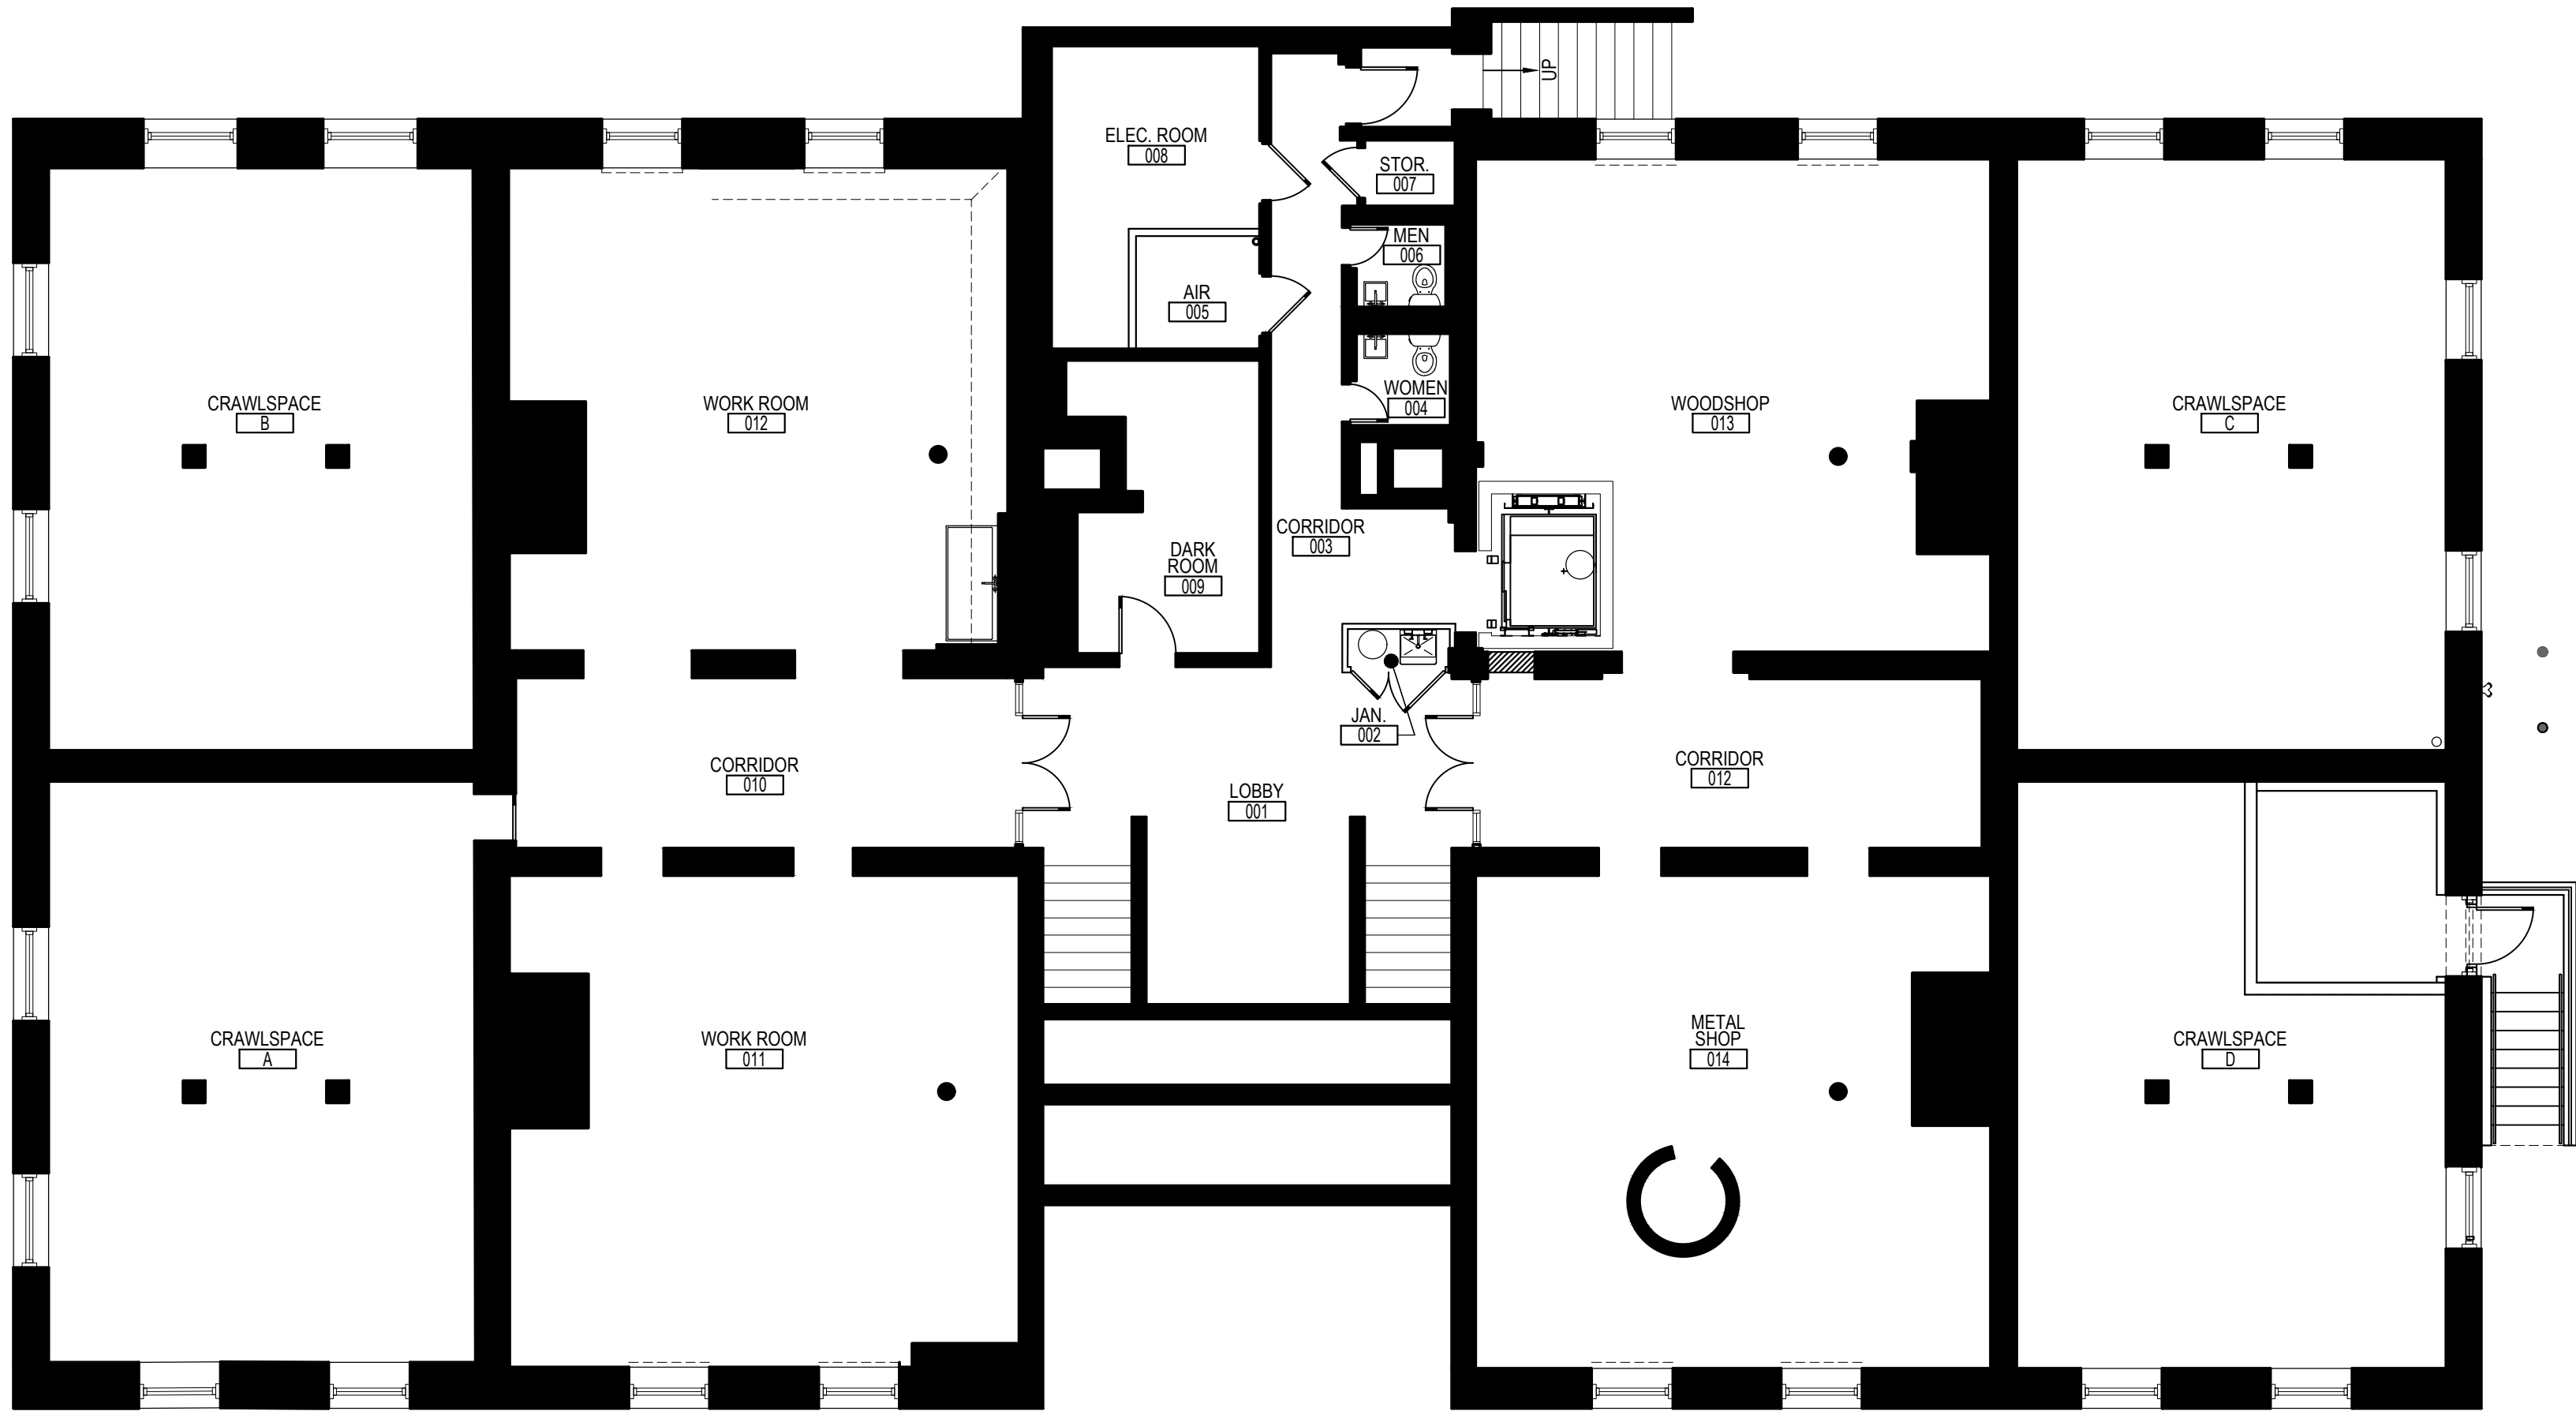 UP
ELEC. ROOM
008
STOR.
007
MEN
006
AIR
005
WOMEN
004
CRAWLSPACE
B
WORK ROOM
012
WOODSHOP
013
CRAWLSPACE
C
CORRIDOR
003
DARK
ROOM
009
JAN.
002
CORRIDOR
010
LOBBY
001
CORRIDOR
012
CRAWLSPACE
A
WORK ROOM
011
METAL
SHOP
014
CRAWLSPACE
D